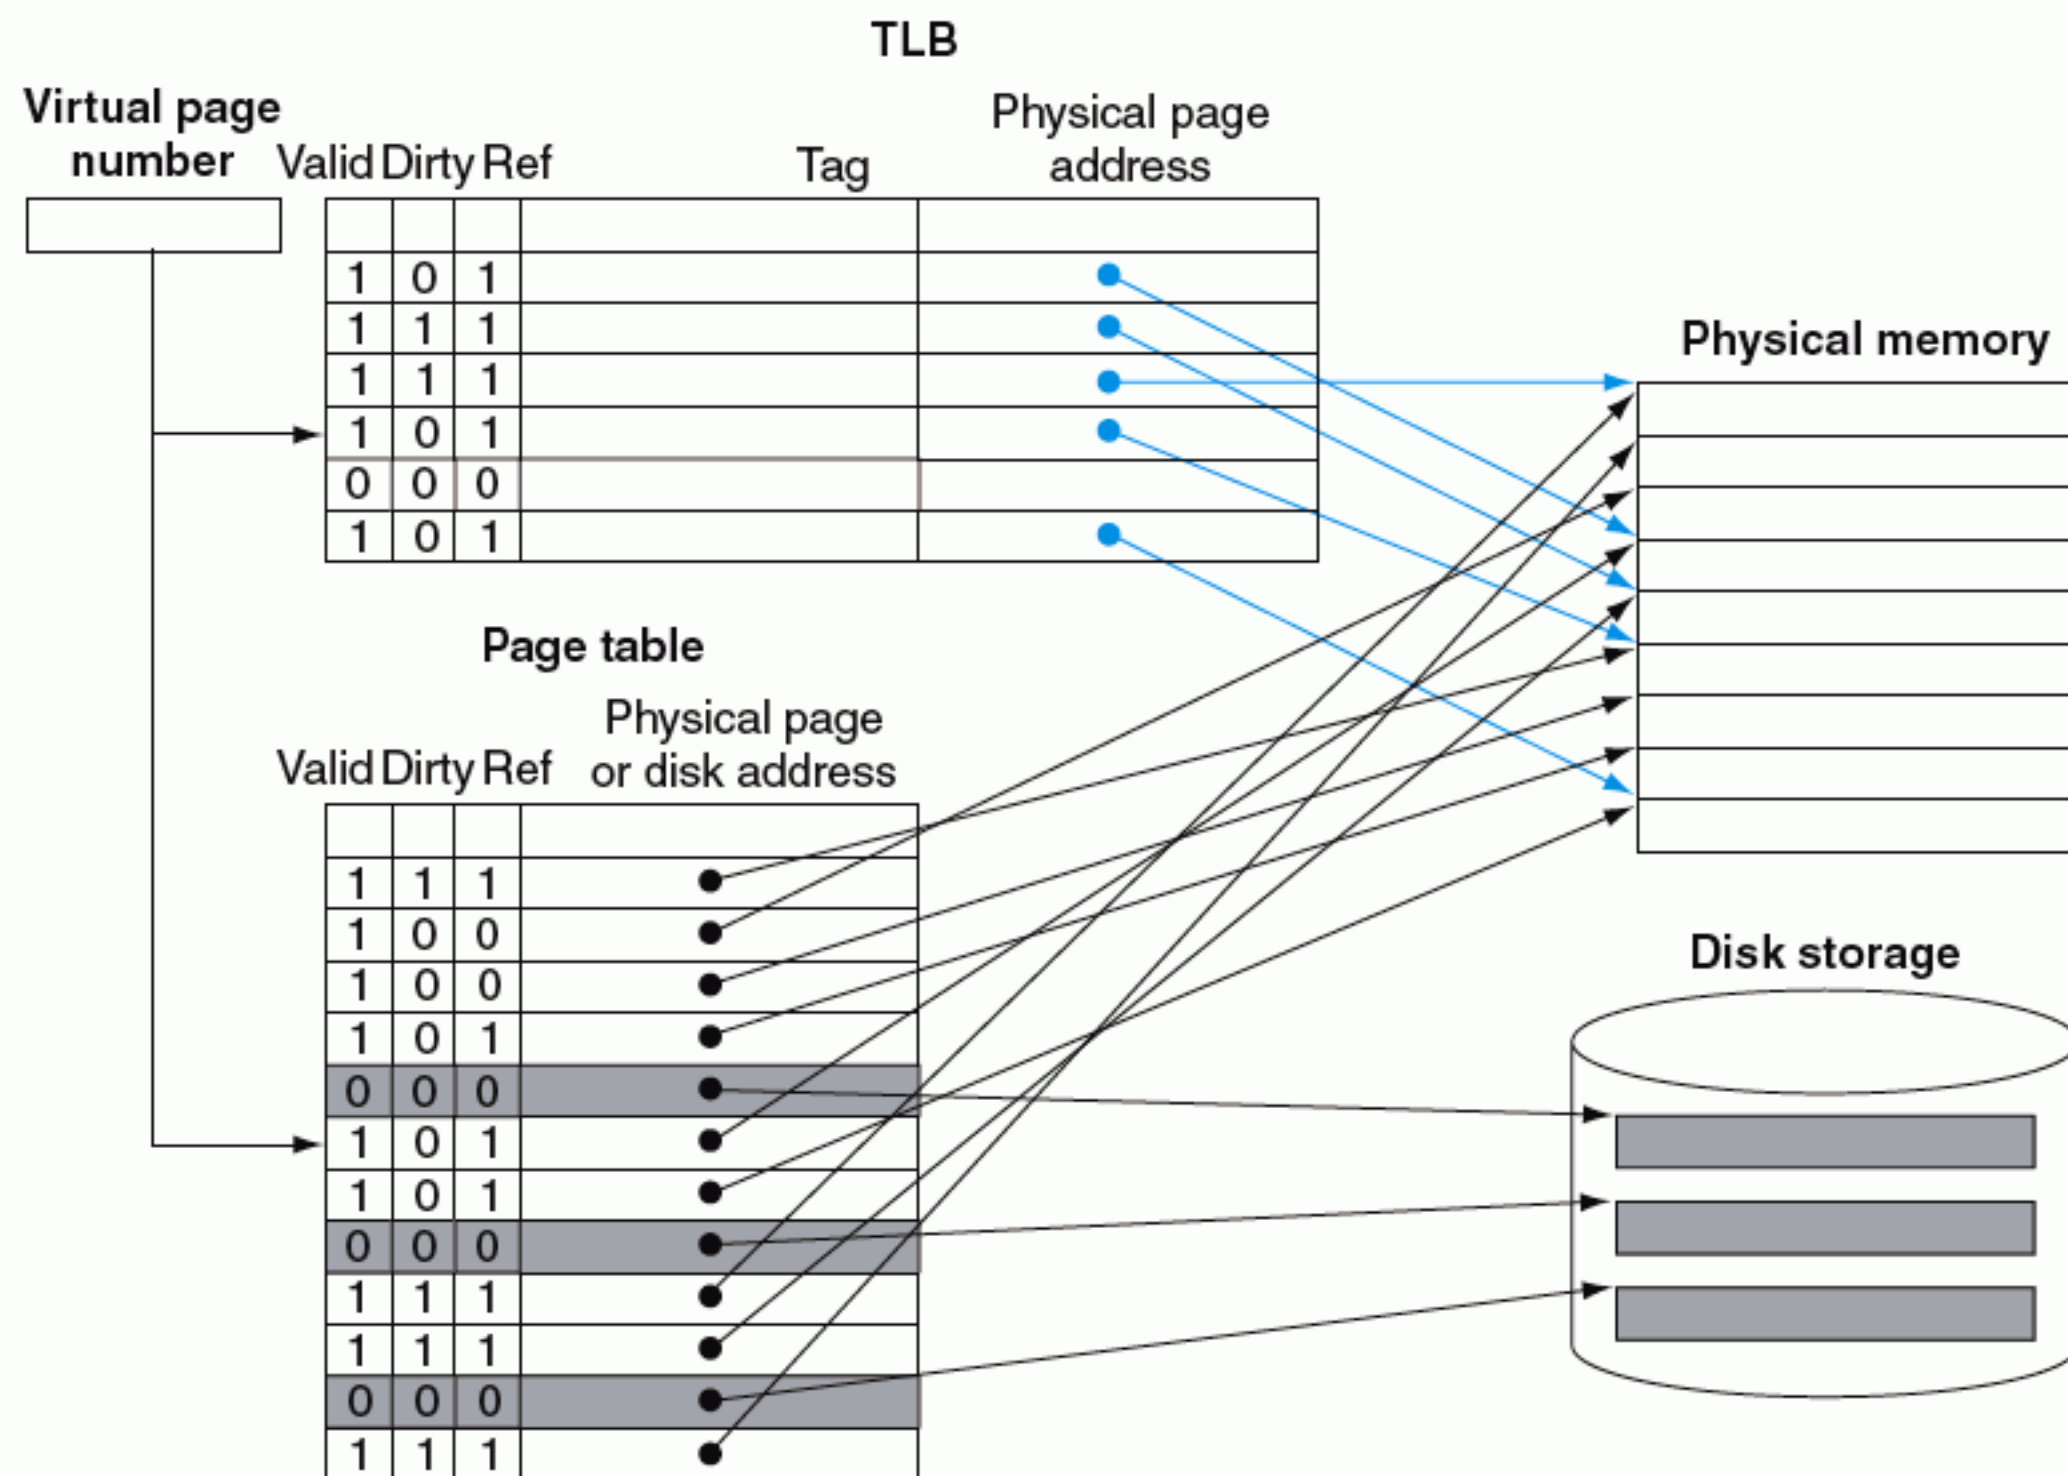 TLB
Virtual page
number
Valid Dirty Ref
Tag
Physical page
address
1 0 1
1 1 1
1 1 1
1 0 1
0 0 0
1 0 1
Physical memory
Page table
Physical page
or disk address
Valid Dirty Ref
1 1 1
1 0 0
1 0 0
1 0 1
0 0 0
1 0 1
1 0 1
0 0 0
1 1 1
1 1 1
0 0 0
1 1 1
Disk storage